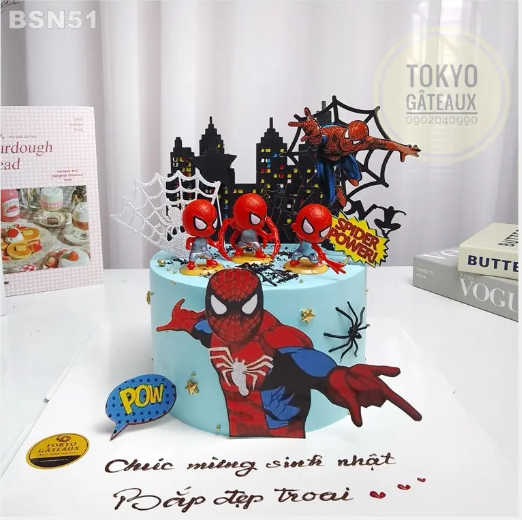 BSN51
TOKYO
GÂTEAUX
0902040990
urdough
ead
SPIDER
POWER!
BUTTE
VOGU
POW
TOKYO
GÂTEAUX
Chúc mừng sinh nhật
Bắp đẹp troai